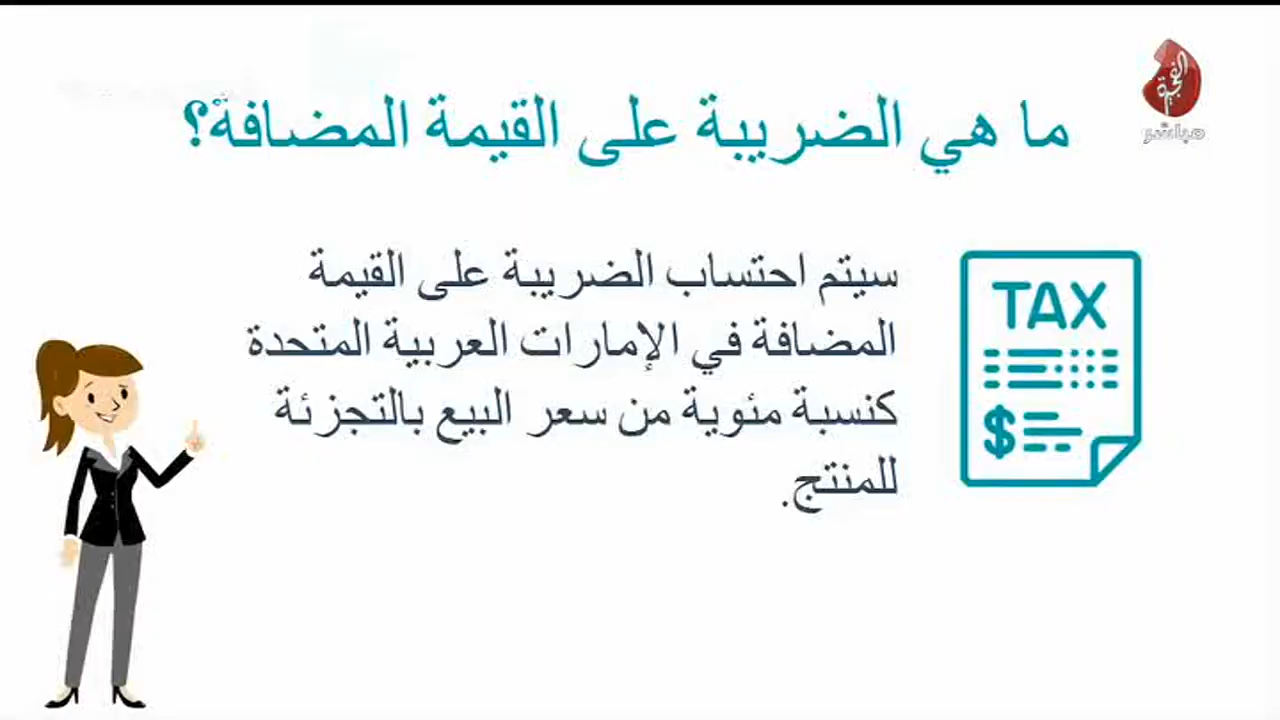 ما هي الضريبة على القيمة المضافة؟
الفجيرة
مباشر
سيتم احتساب الضريبة على القيمة
المضافة في الإمارات العربية المتحدة
كنسبة مئوية من سعر البيع بالتجزئة
للمنتج.
TAX
$